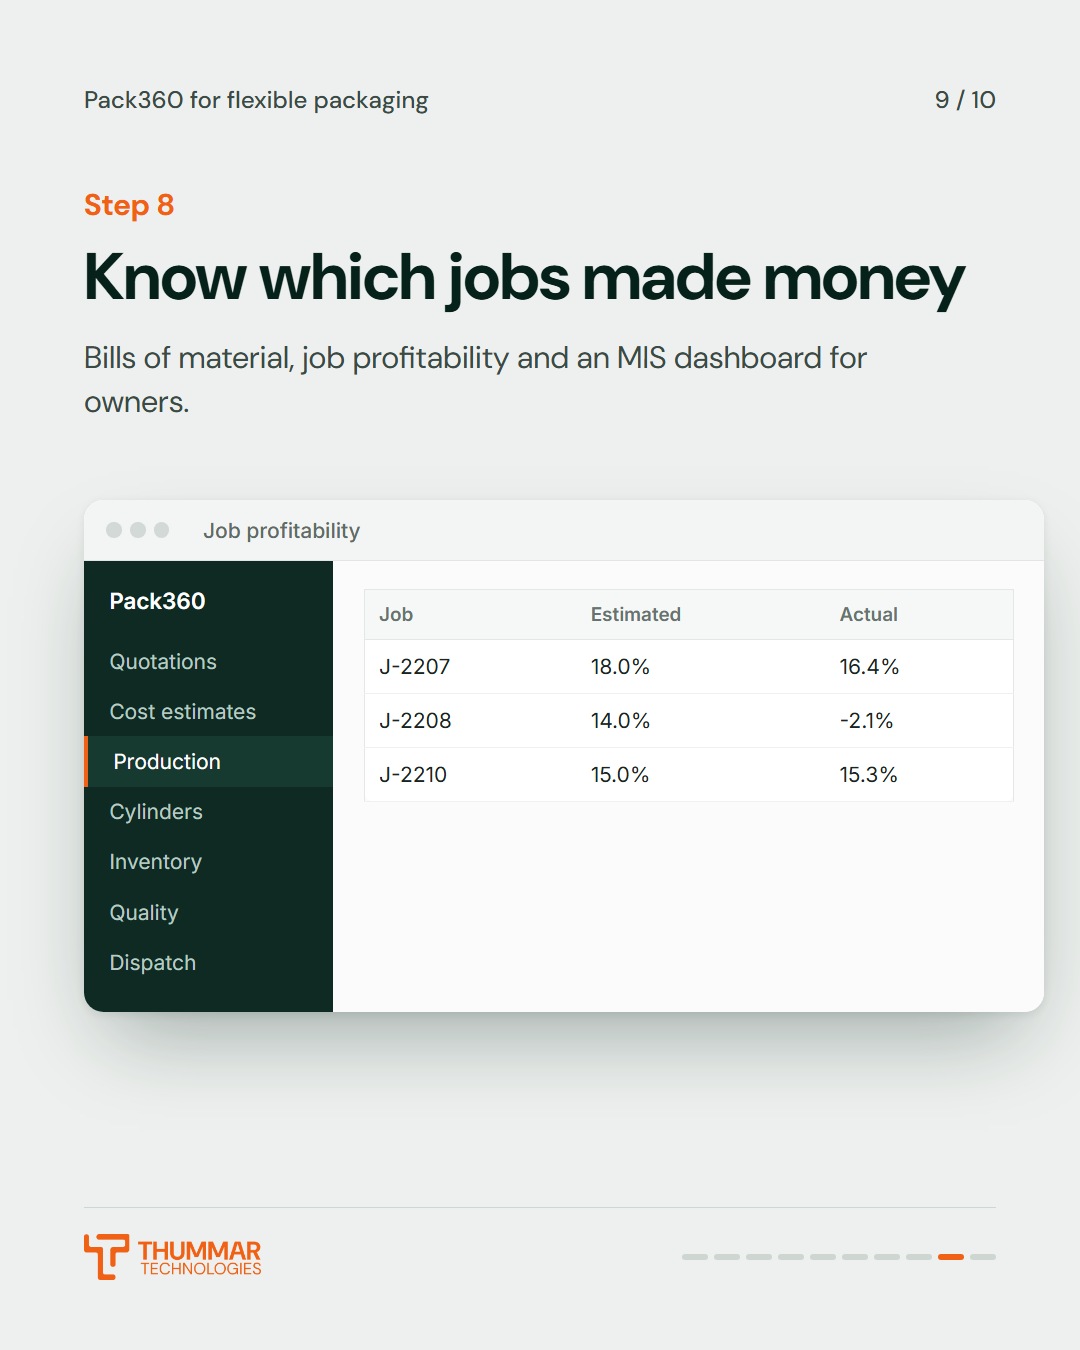 Pack360 for flexible packaging
9 / 10
Step 8
Know which jobs made money
Bills of material, job profitability and an MIS dashboard for
owners.
Job profitability
Pack360
Quotations
Cost estimates
Production
Cylinders
Inventory
Quality
Dispatch
Job Estimated Actual
J-2207 18.0% 16.4%
J-2208 14.0% -2.1%
J-2210 15.0% 15.3%
THUMMAR
TECHNOLOGIES